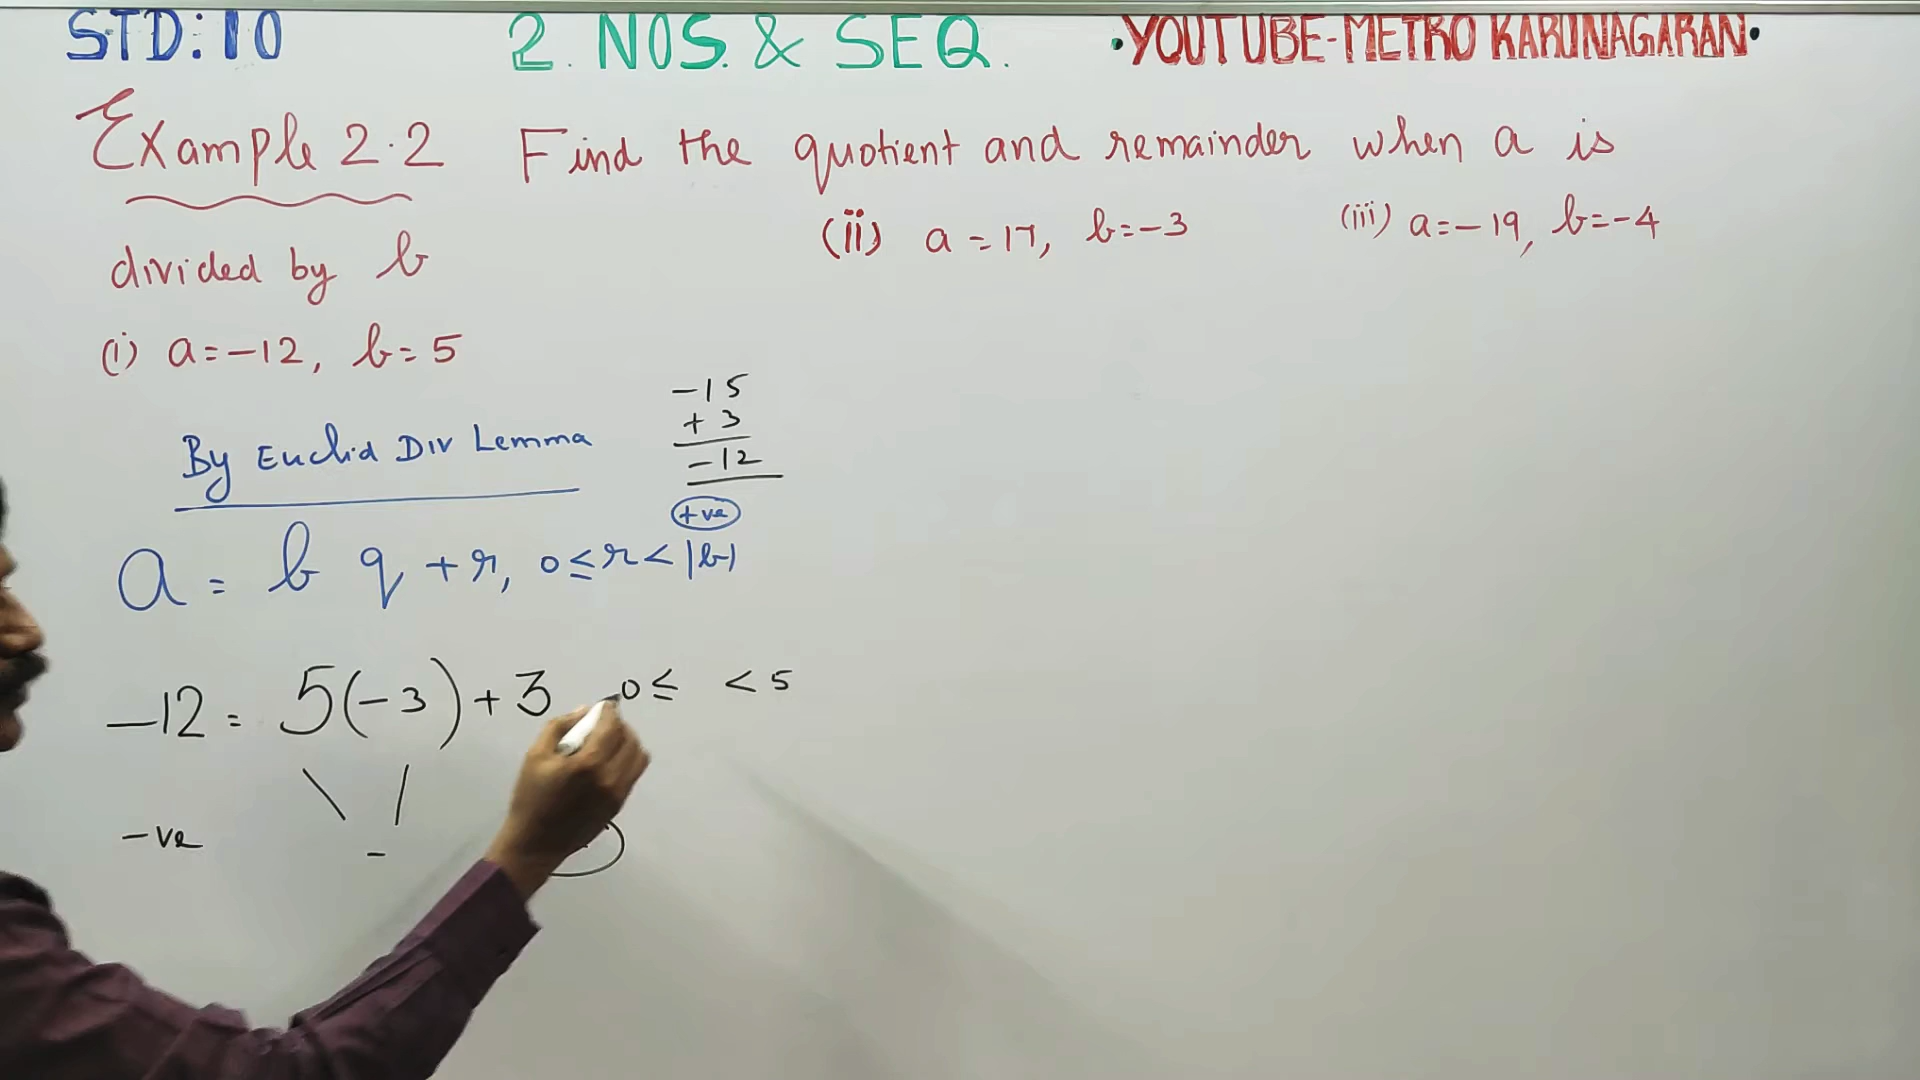 STD: 10 2. NOS. & SEQ. •YOUTUBE-METRO KARUNAGARAN•
Example 2.2 Find the quotient and remainder when a is
divided by b
(i) a=-12, b=5
(ii) a=17, b=-3
(iii) a=-19, b=-4
By Euclid Div Lemma
-15
+3
-12
+ve
a = b q + r, 0≤r<|b|
-12 = 5(-3)+3 0≤ < 5
-ve -